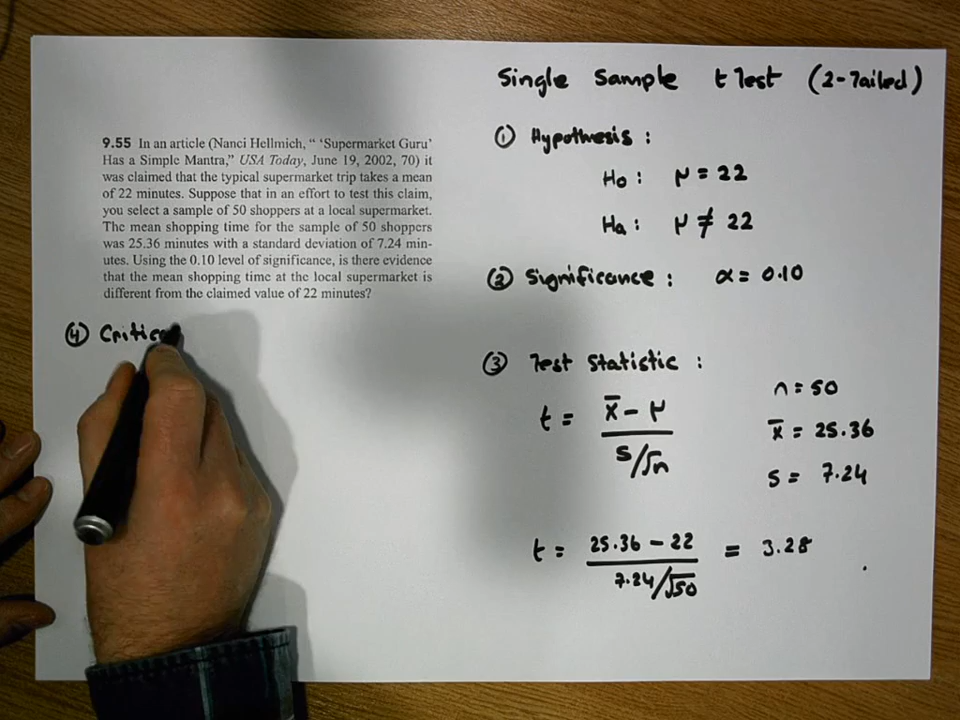 9.55 In an article (Nanci Hellmich, “ ‘Supermarket Guru’
Has a Simple Mantra,” USA Today, June 19, 2002, 70) it
was claimed that the typical supermarket trip takes a mean
of 22 minutes. Suppose that in an effort to test this claim,
you select a sample of 50 shoppers at a local supermarket.
The mean shopping time for the sample of 50 shoppers
was 25.36 minutes with a standard deviation of 7.24 min-
utes. Using the 0.10 level of significance, is there evidence
that the mean shopping time at the local supermarket is
different from the claimed value of 22 minutes?
④ Critic
Single Sample t Test (2-Tailed)
① Hypothesis :
Ho : μ = 22
Ha : μ ≠ 22
② Significance : α = 0.10
③ Test Statistic :
t = (x̄ - μ) / (s/√n)
n = 50
x̄ = 25.36
s = 7.24
t = (25.36 - 22) / (7.24/√50) = 3.28